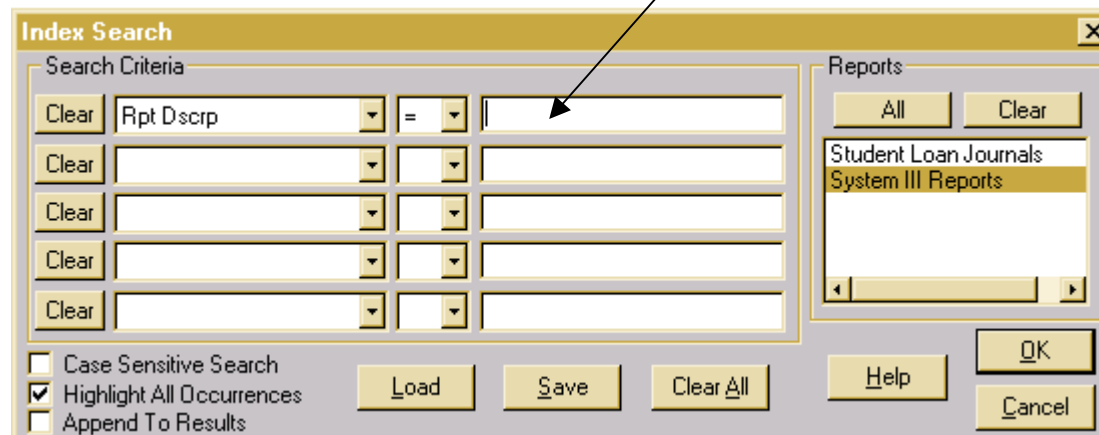 Index Search
Search Criteria
Reports
Clear Rpt Dscrp =
All Clear
Clear
Student Loan Journals
System III Reports
Clear
Clear
Clear
Case Sensitive Search
Highlight All Occurrences
Append To Results
Load Save Clear All Help
OK
Cancel